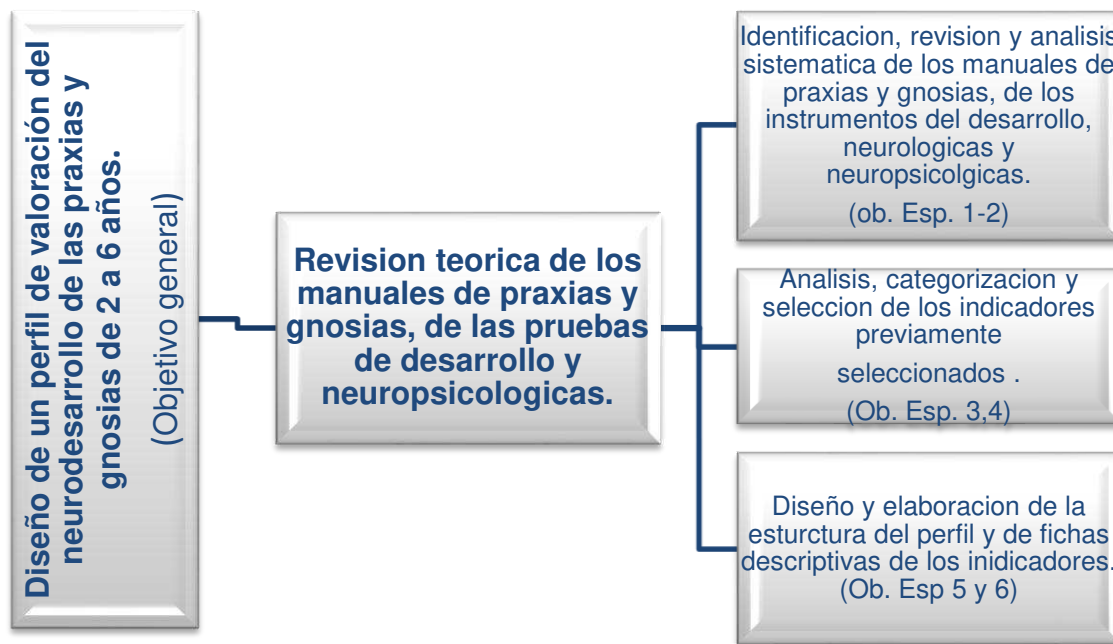 Diseño de un perfil de valoración del
neurodesarrollo de las praxias y
gnosias de 2 a 6 años.
(Objetivo general)
Revision teorica de los
manuales de praxias y
gnosias, de las pruebas
de desarrollo y
neuropsicologicas.
Identificacion, revision y analisis
sistematica de los manuales de
praxias y gnosias, de los
instrumentos del desarrollo,
neurologicas y
neuropsicolgicas.
(ob. Esp. 1-2)
Analisis, categorizacion y
seleccion de los indicadores
previamente
seleccionados .
(Ob. Esp. 3,4)
Diseño y elaboracion de la
esturctura del perfil y de fichas
descriptivas de los inidicadores.
(Ob. Esp 5 y 6)